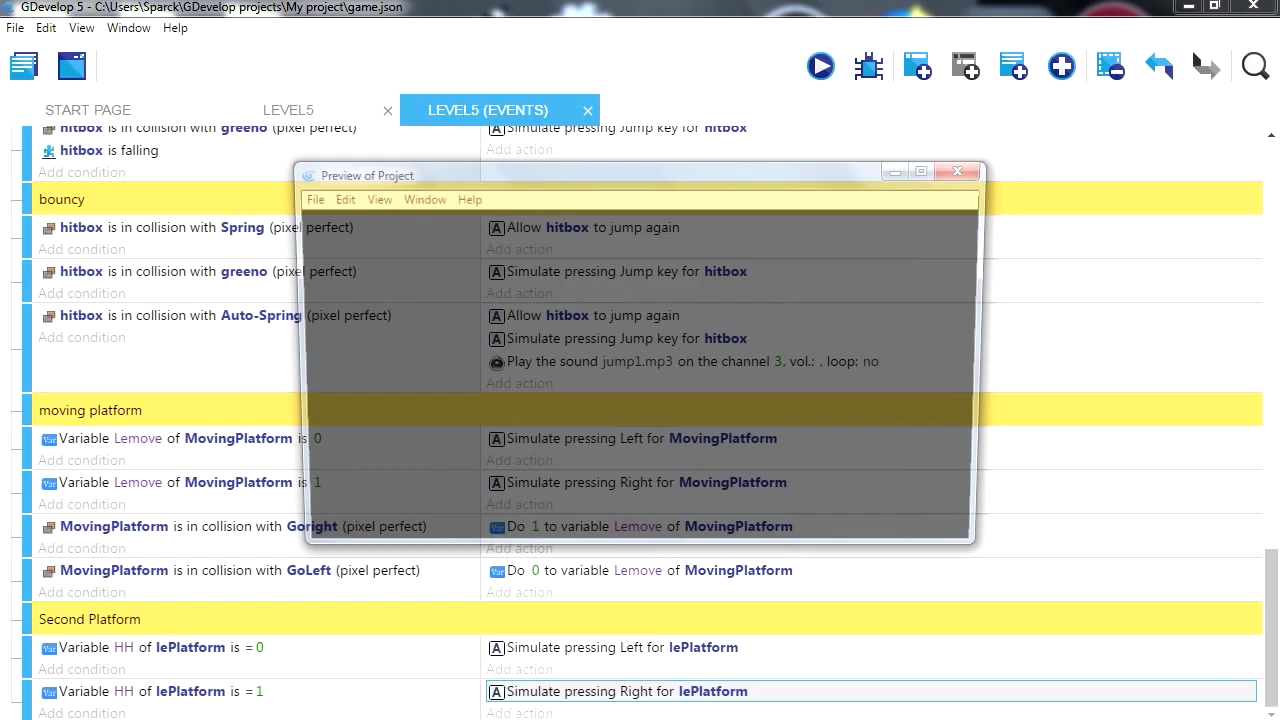 GDevelop 5 - C:\Users\Sparck\GDevelop projects\My project\game.json
File Edit View Window Help
START PAGE LEVEL5 LEVEL5 (EVENTS)
hitbox is in collision with greeno (pixel perfect) Simulate pressing Jump key for hitbox
hitbox is falling Add action
Add condition
Preview of Project
File Edit View Window Help
bouncy
hitbox is in collision with Spring (pixel perfect) Allow hitbox to jump again
Add condition Add action
hitbox is in collision with greeno (pixel perfect) Simulate pressing Jump key for hitbox
Add condition Add action
hitbox is in collision with Auto-Spring (pixel perfect) Allow hitbox to jump again
Add condition Simulate pressing Jump key for hitbox
Play the sound jump1.mp3 on the channel 3, vol.: , loop: no
Add action
moving platform
Variable Lemove of MovingPlatform is 0 Simulate pressing Left for MovingPlatform
Add condition Add action
Variable Lemove of MovingPlatform is 1 Simulate pressing Right for MovingPlatform
Add condition Add action
MovingPlatform is in collision with Goright (pixel perfect) Do 1 to variable Lemove of MovingPlatform
Add condition Add action
MovingPlatform is in collision with GoLeft (pixel perfect) Do 0 to variable Lemove of MovingPlatform
Add condition Add action
Second Platform
Variable HH of lePlatform is = 0 Simulate pressing Left for lePlatform
Add condition Add action
Variable HH of lePlatform is = 1 Simulate pressing Right for lePlatform
Add condition Add action